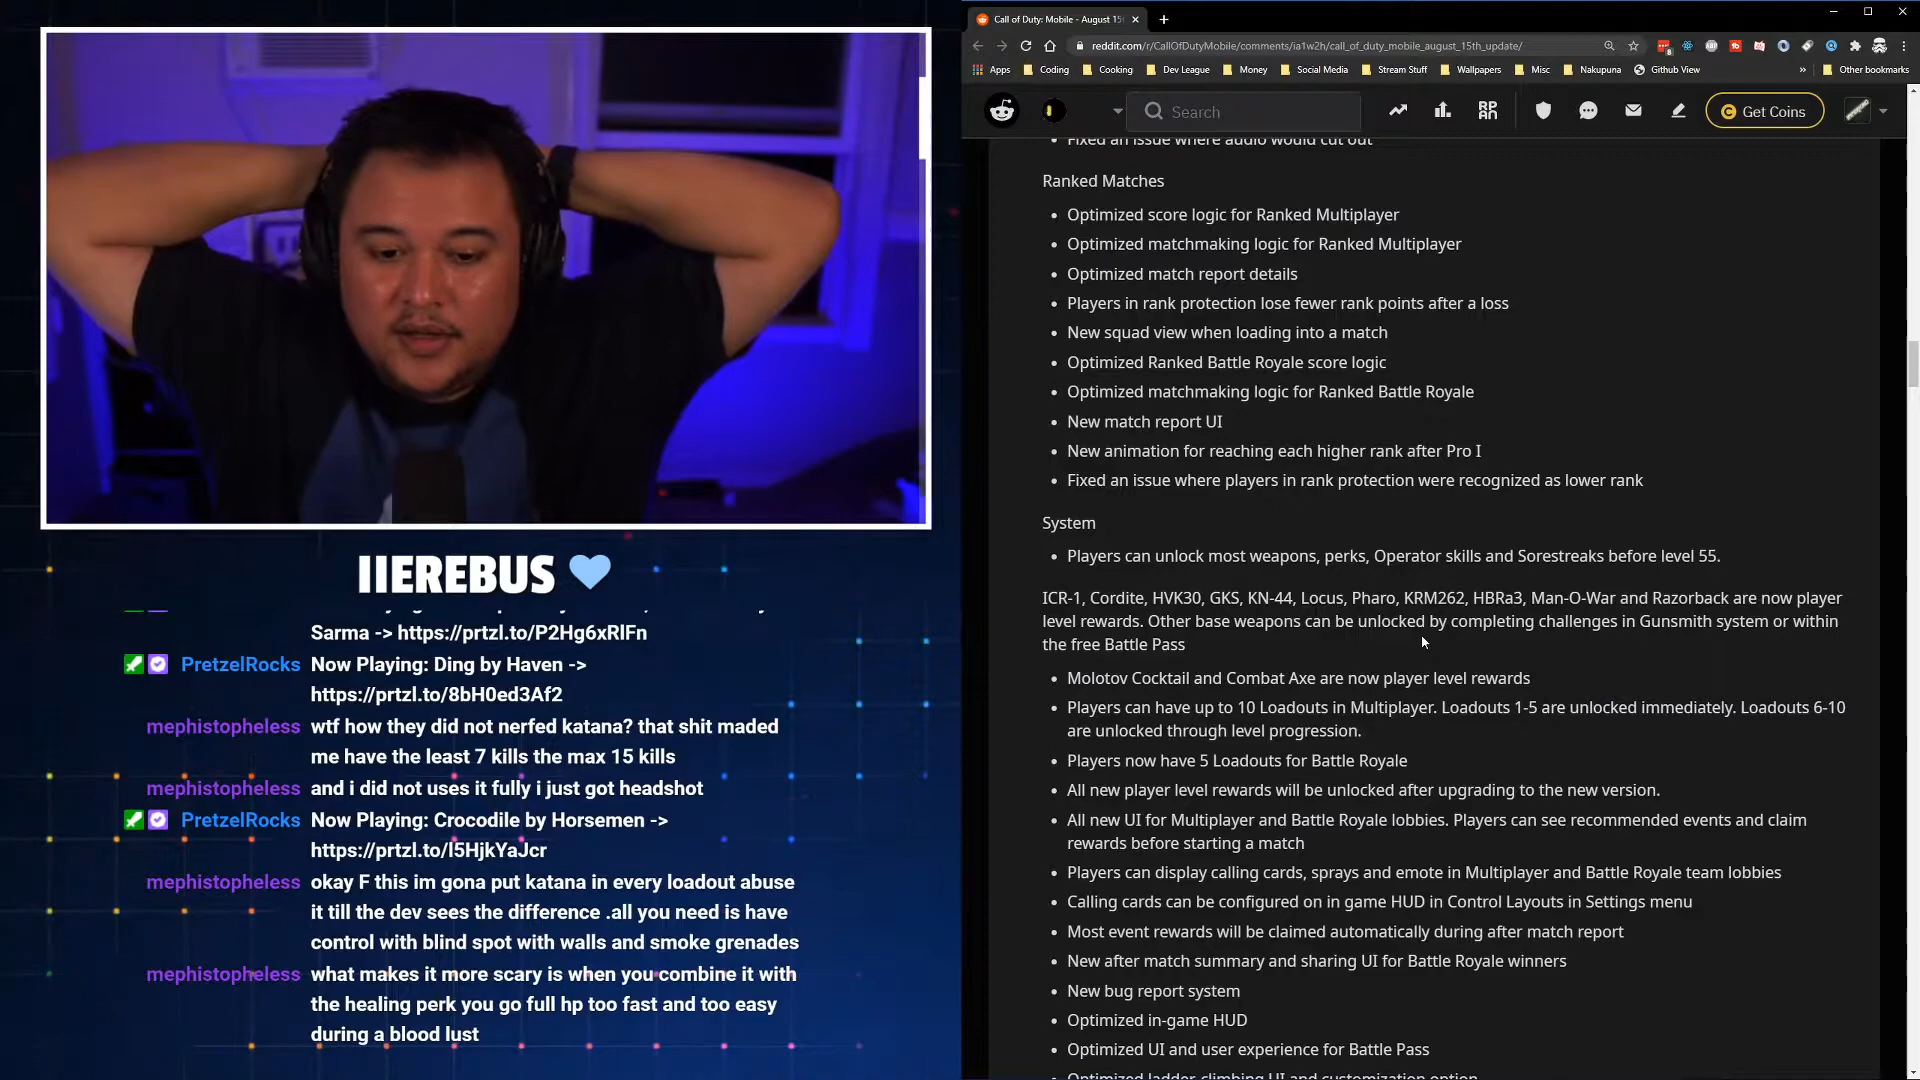 Call of Duty: Mobile - August 15
reddit.com/r/CallOfDutyMobile/comments/ia1w2h/call_of_duty_mobile_august_15th_update/
Apps Coding Cooking Dev League Money Social Media Stream Stuff Wallpapers Misc Nakupuna Github View » Other bookmarks
Search
RPAN
Get Coins
Fixed an issue where audio would cut out
Ranked Matches
• Optimized score logic for Ranked Multiplayer
• Optimized matchmaking logic for Ranked Multiplayer
• Optimized match report details
• Players in rank protection lose fewer rank points after a loss
• New squad view when loading into a match
• Optimized Ranked Battle Royale score logic
• Optimized matchmaking logic for Ranked Battle Royale
• New match report UI
• New animation for reaching each higher rank after Pro I
• Fixed an issue where players in rank protection were recognized as lower rank
System
• Players can unlock most weapons, perks, Operator skills and Sorestreaks before level 55.
ICR-1, Cordite, HVK30, GKS, KN-44, Locus, Pharo, KRM262, HBRa3, Man-O-War and Razorback are now player
level rewards. Other base weapons can be unlocked by completing challenges in Gunsmith system or within
the free Battle Pass
• Molotov Cocktail and Combat Axe are now player level rewards
• Players can have up to 10 Loadouts in Multiplayer. Loadouts 1-5 are unlocked immediately. Loadouts 6-10
are unlocked through level progression.
• Players now have 5 Loadouts for Battle Royale
• All new player level rewards will be unlocked after upgrading to the new version.
• All new UI for Multiplayer and Battle Royale lobbies. Players can see recommended events and claim
rewards before starting a match
• Players can display calling cards, sprays and emote in Multiplayer and Battle Royale team lobbies
• Calling cards can be configured on in game HUD in Control Layouts in Settings menu
• Most event rewards will be claimed automatically during after match report
• New after match summary and sharing UI for Battle Royale winners
• New bug report system
• Optimized in-game HUD
• Optimized UI and user experience for Battle Pass
Optimized ladder climbing UI and customization option
IIEREBUS
Sarma -> https://prtzl.to/P2Hg6xRlFn
PretzelRocks Now Playing: Ding by Haven ->
https://prtzl.to/8bH0ed3Af2
mephistopheless wtf how they did not nerfed katana? that shit maded
me have the least 7 kills the max 15 kills
mephistopheless and i did not uses it fully i just got headshot
PretzelRocks Now Playing: Crocodile by Horsemen ->
https://prtzl.to/l5HjkYaJcr
mephistopheless okay F this im gona put katana in every loadout abuse
it till the dev sees the difference .all you need is have
control with blind spot with walls and smoke grenades
mephistopheless what makes it more scary is when you combine it with
the healing perk you go full hp too fast and too easy
during a blood lust